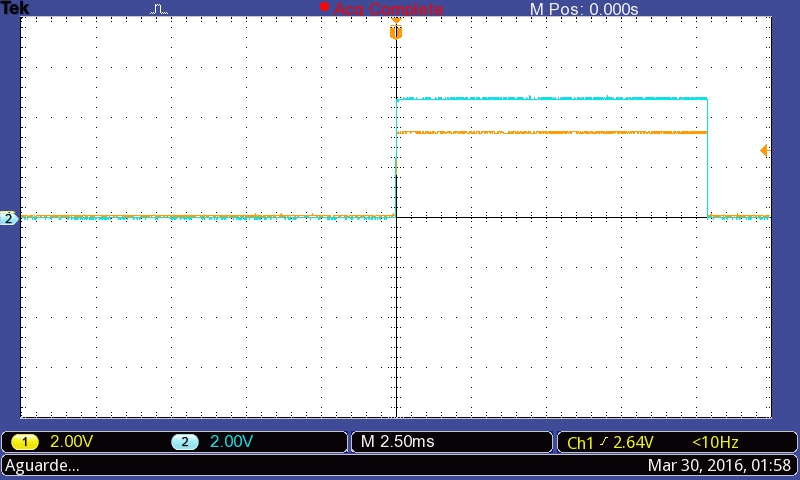 Tek Acq Complete M Pos: 0.000s
T
2
1 2.00V 2 2.00V M 2.50ms Ch1 2.64V <10Hz
Aguarde... Mar 30, 2016, 01:58